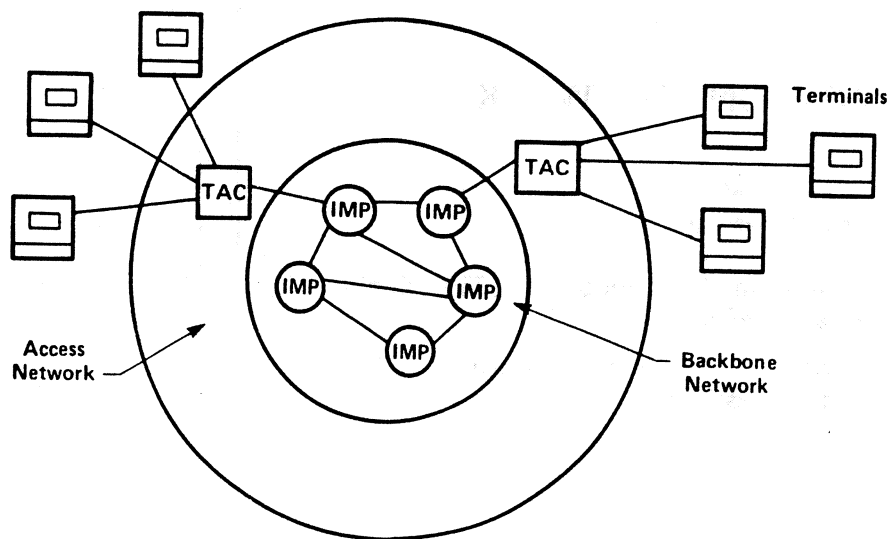 Terminals
TAC
TAC
IMP
IMP
IMP
IMP
IMP
Access
Network
Backbone
Network